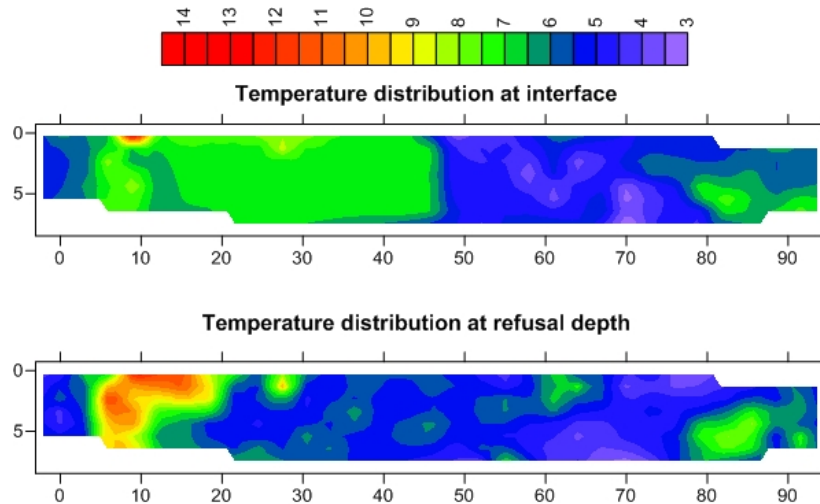 14 13 12 11 10 9 8 7 6 5 4 3
Temperature distribution at interface
0
5
0 10 20 30 40 50 60 70 80 90
Temperature distribution at refusal depth
0
5
0 10 20 30 40 50 60 70 80 90